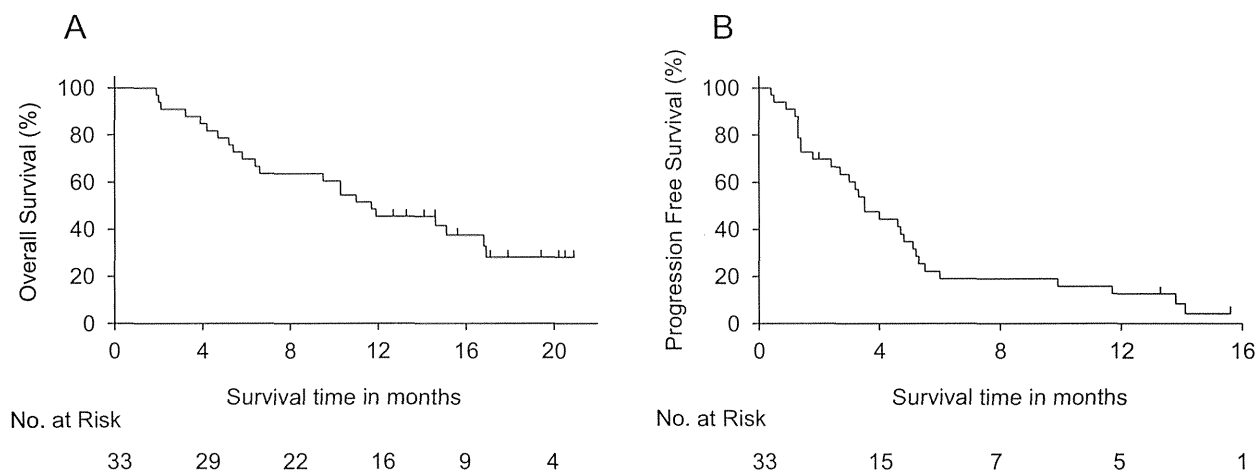 A
Overall Survival (%)
100
80
60
40
20
0
0 4 8 12 16 20
Survival time in months
No. at Risk
33 29 22 16 9 4
B
Progression Free Survival (%)
100
80
60
40
20
0
0 4 8 12 16
Survival time in months
No. at Risk
33 15 7 5 1